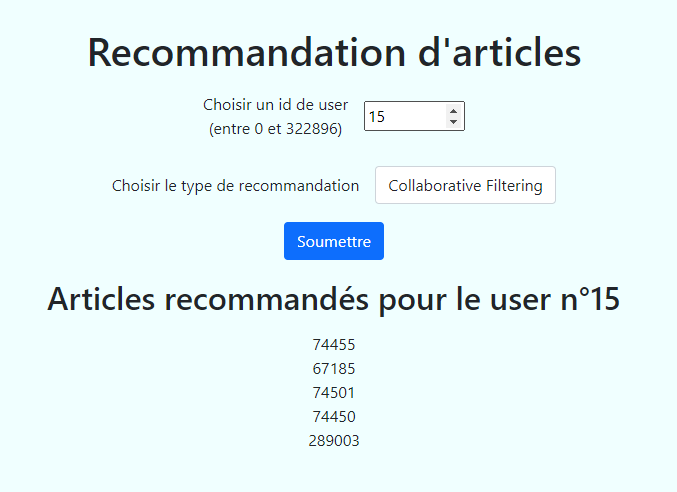 Recommandation d'articles
Choisir un id de user
(entre 0 et 322896)
15
Choisir le type de recommandation
Collaborative Filtering
Soumettre
Articles recommandés pour le user n°15
74455
67185
74501
74450
289003